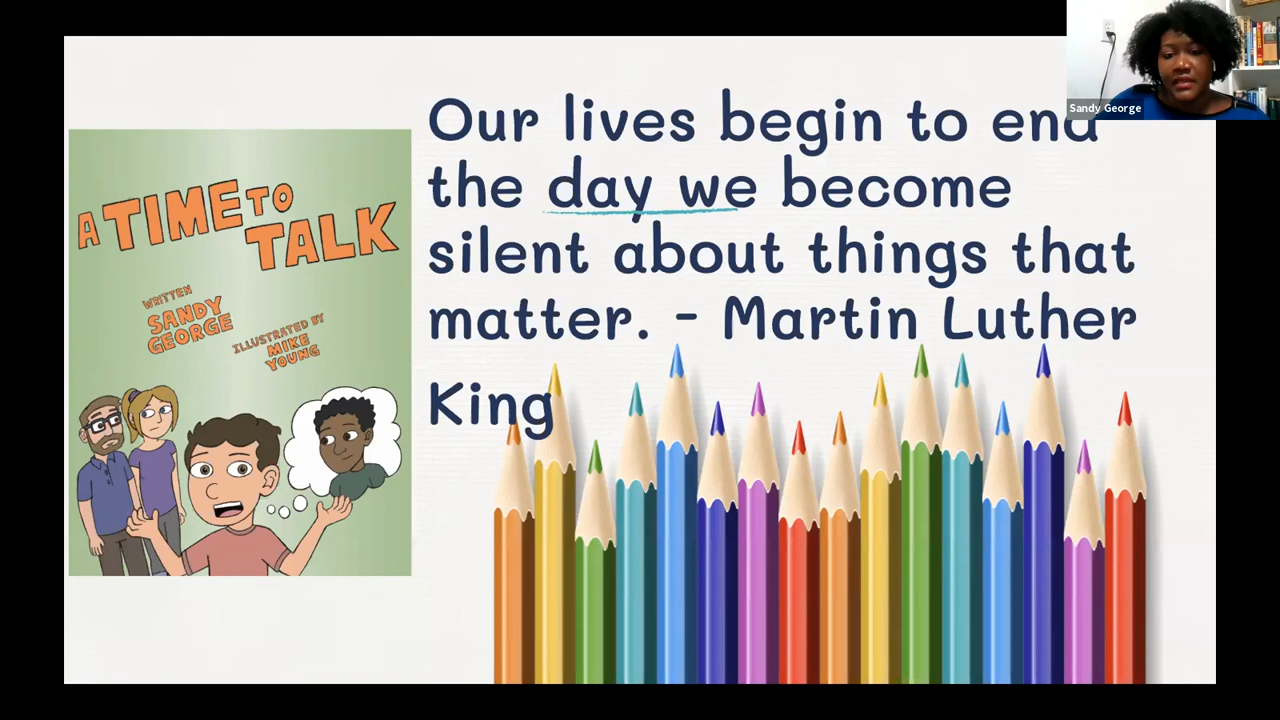 Sandy George
Our lives begin to end
the day we become
silent about things that
matter. - Martin Luther
King
A TIME TO
TALK
WRITTEN
SANDY
GEORGE
ILLUSTRATED BY
MIKE
YOUNG